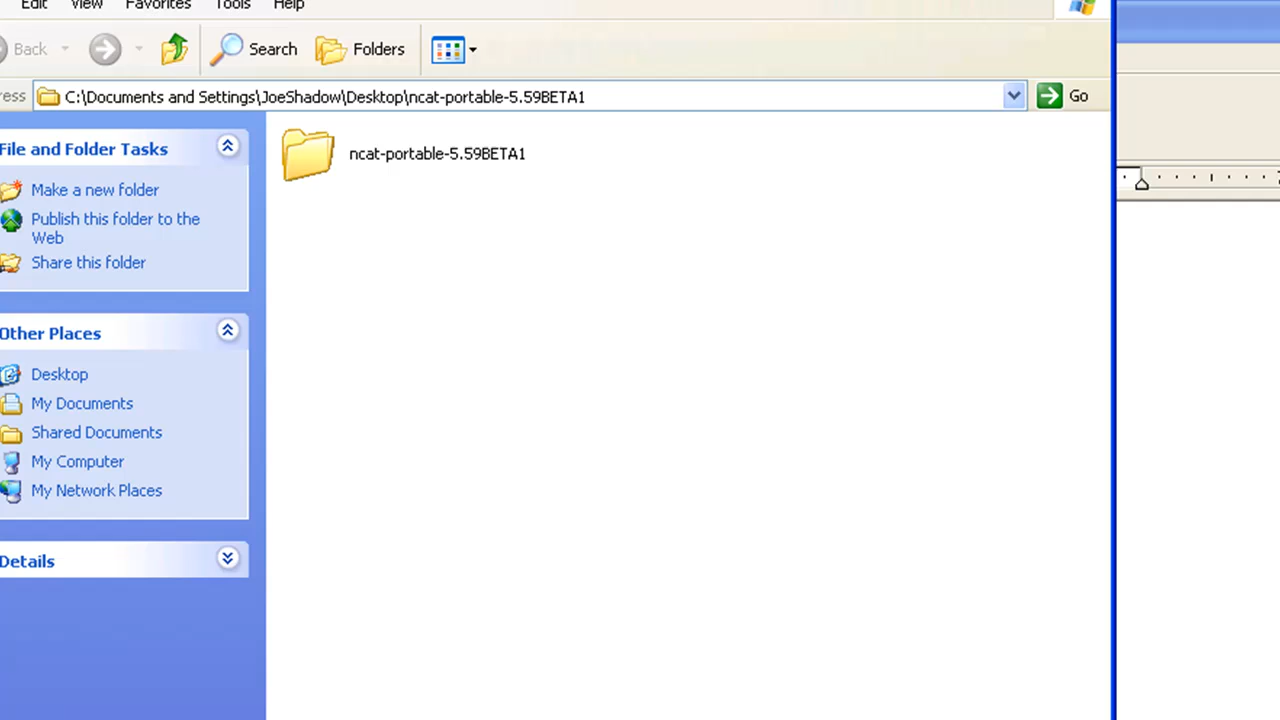 Edit View Favorites Tools Help
Back Search Folders
ress C:\Documents and Settings\JoeShadow\Desktop\ncat-portable-5.59BETA1 Go
File and Folder Tasks
ncat-portable-5.59BETA1
Make a new folder
Publish this folder to the
Web
Share this folder
Other Places
Desktop
My Documents
Shared Documents
My Computer
My Network Places
Details